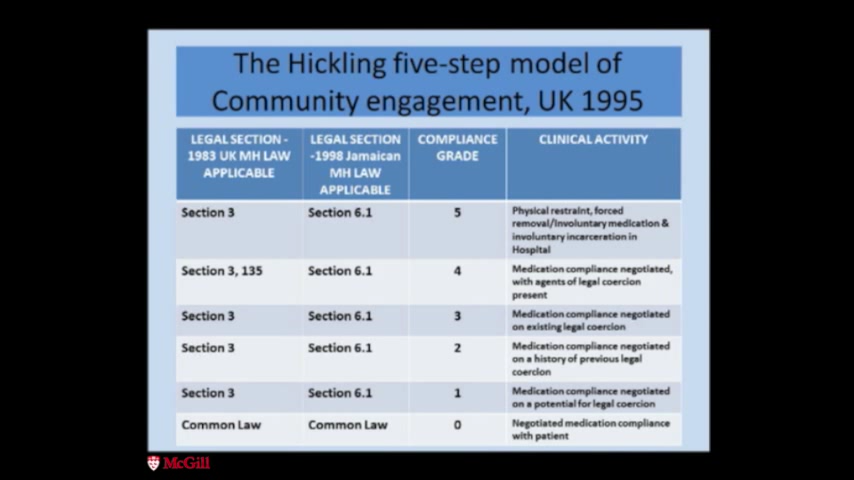 The Hickling five-step model of
Community engagement, UK 1995
LEGAL SECTION - 1983 UK MH LAW APPLICABLE
LEGAL SECTION -1998 Jamaican MH LAW APPLICABLE
COMPLIANCE GRADE
CLINICAL ACTIVITY
Section 3
Section 6.1
5
Physical restraint, forced
removal/involuntary medication &
involuntary incarceration in
Hospital
Section 3, 135
Section 6.1
4
Medication compliance negotiated,
with agents of legal coercion
present
Section 3
Section 6.1
3
Medication compliance negotiated
on existing legal coercion
Section 3
Section 6.1
2
Medication compliance negotiated
on a history of previous legal
coercion
Section 3
Section 6.1
1
Medication compliance negotiated
on a potential for legal coercion
Common Law
Common Law
0
Negotiated medication compliance
with patient
McGill